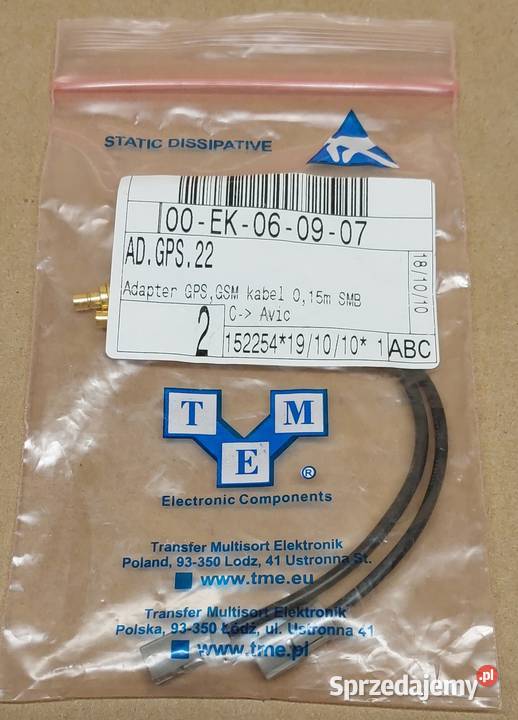 STATIC DISSIPATIVE
00-EK-06-09-07
AD.GPS.22
Adapter GPS,GSM kabel 0,15m SMB
C-> Avic
18/10/10
2
152254*19/10/10* 1
ABC
T M E ®
Electronic Components
Transfer Multisort Elektronik
Poland, 93-350 Lodz, 41 Ustronna St.
www.tme.eu
Transfer Multisort Elektronik
Polska, 93-350 Łódź, ul. Ustronna 41
www.tme.pl
Sprzedajemy.pl